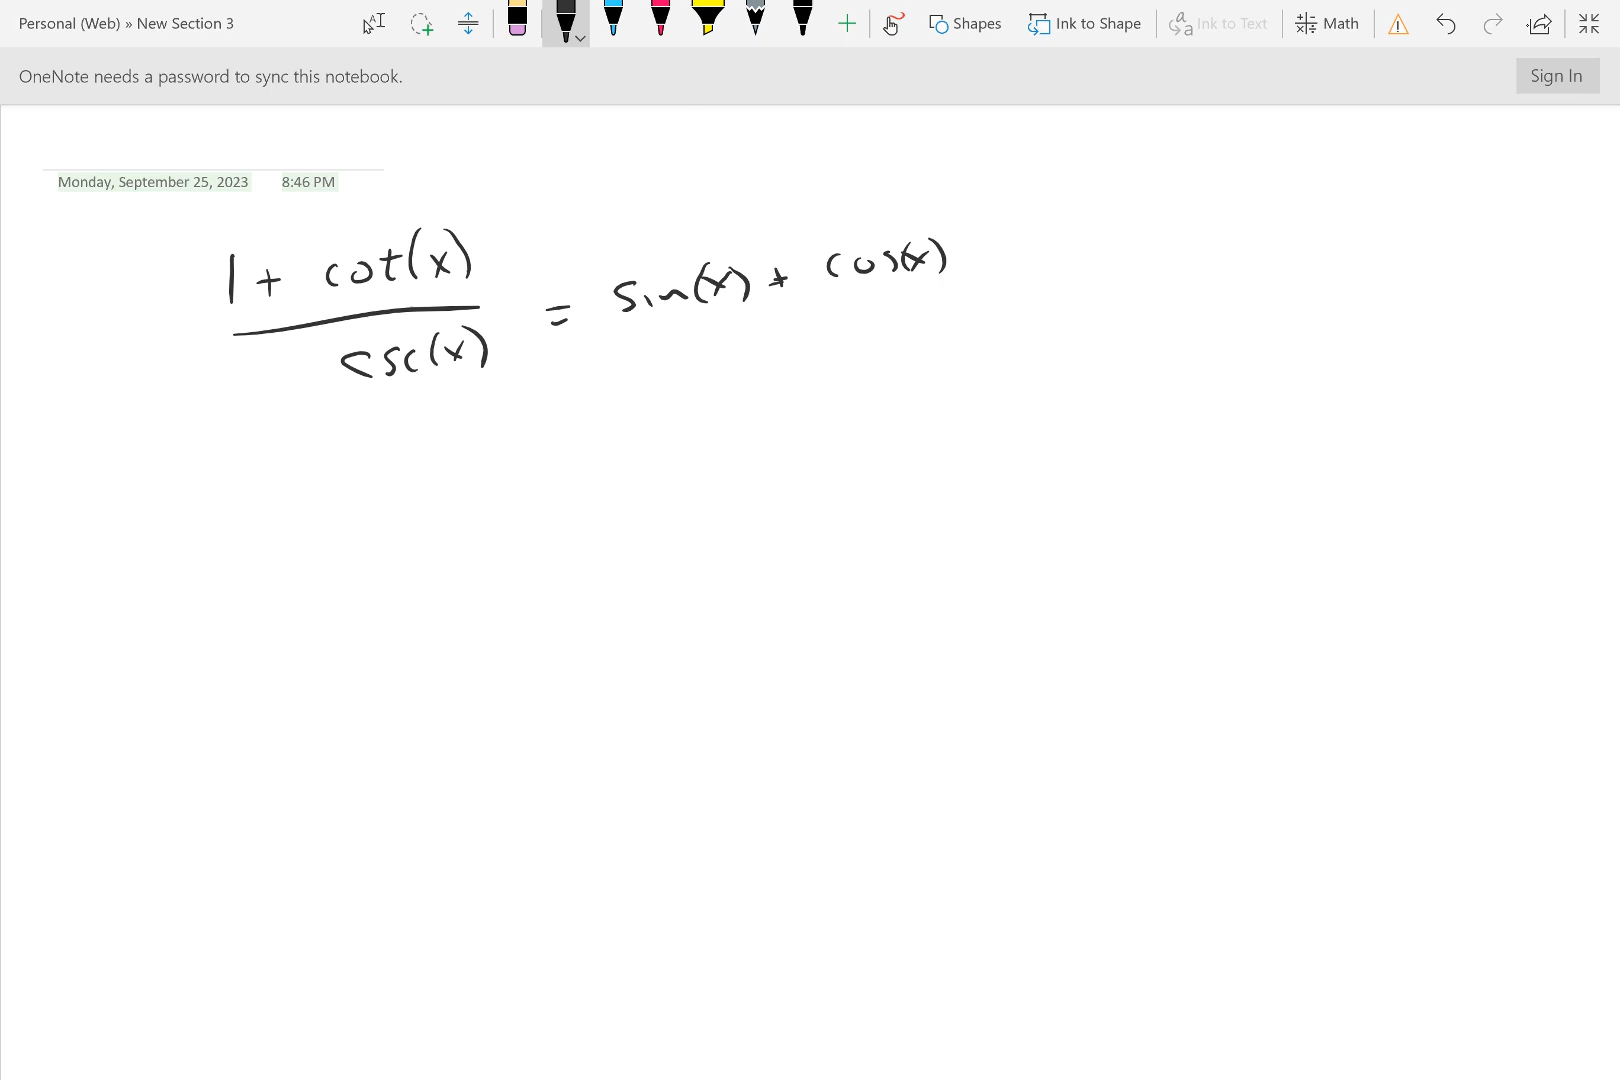 Personal (Web) » New Section 3 Shapes Ink to Shape Ink to Text Math
OneNote needs a password to sync this notebook. Sign In
Monday, September 25, 2023 8:46 PM
1 + cot(x)
csc(x)
= sin(x) + cos(x)